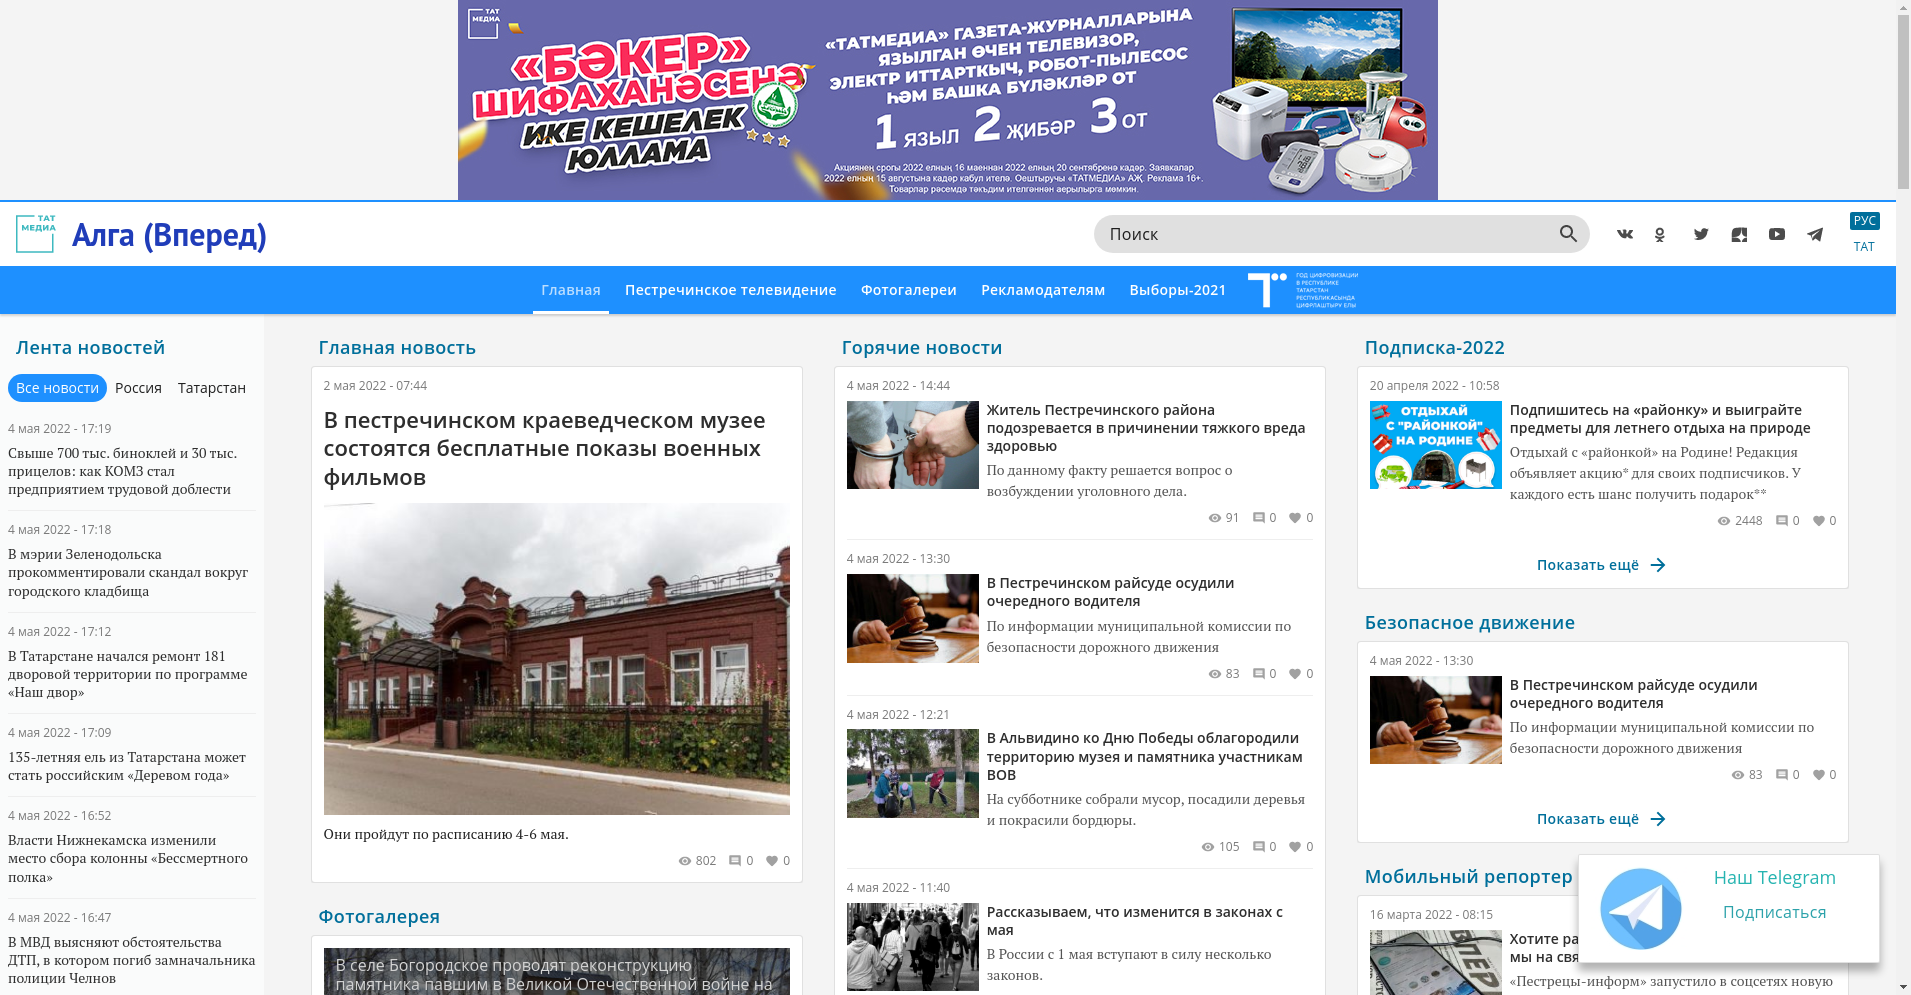 ТАТ
МЕДИА
«БӘКЕР»
ШИФАХАНӘСЕНӘ
ИКЕ КЕШЕЛЕК
ЮЛЛАМА
«ТАТМЕДИА» ГАЗЕТА-ЖУРНАЛЛАРЫНА
ЯЗЫЛГАН ӨЧЕН ТЕЛЕВИЗОР,
ЭЛЕКТР ИТТАРТКЫЧ, РОБОТ-ПЫЛЕСОС
ҺӘМ БАШКА БҮЛӘКЛӘР ОТ
1 ЯЗЫЛ 2 ҖИБӘР 3 ОТ
Акциянең срогы 2022 елның 16 маеннан 2022 елның 20 сентябренә кадәр. Заявкалар
2022 елның 15 августына кадәр кабул ителә. Оештыручы «ТАТМЕДИА» АҖ. Реклама 16+.
Товарлар рәсемдә тәкъдим ителгәннән аерылырга мөмкин.
ТАТ
МЕДИА
Алга (Вперед)
Поиск
РУС
ТАТ
Главная
Пестречинское телевидение
Фотогалереи
Рекламодателям
Выборы-2021
ГОД ЦИФРОВИЗАЦИИ
В РЕСПУБЛИКЕ
ТАТАРСТАН
РЕСПУБЛИКАСЫНДА
ЦИФРЛАШТЫРУ ЕЛЫ
Лента новостей
Все новости
Россия
Татарстан
4 мая 2022 - 17:19
Свыше 700 тыс. биноклей и 30 тыс.
прицелов: как КОМЗ стал
предприятием трудовой доблести
4 мая 2022 - 17:18
В мэрии Зеленодольска
прокомментировали скандал вокруг
городского кладбища
4 мая 2022 - 17:12
В Татарстане начался ремонт 181
дворовой территории по программе
«Наш двор»
4 мая 2022 - 17:09
135-летняя ель из Татарстана может
стать российским «Деревом года»
4 мая 2022 - 16:52
Власти Нижнекамска изменили
место сбора колонны «Бессмертного
полка»
4 мая 2022 - 16:47
В МВД выясняют обстоятельства
ДТП, в котором погиб замначальника
полиции Челнов
Главная новость
2 мая 2022 - 07:44
В пестречинском краеведческом музее
состоятся бесплатные показы военных
фильмов
Они пройдут по расписанию 4-6 мая.
802 0 0
Фотогалерея
В селе Богородское проводят реконструкцию
памятника павшим в Великой Отечественной войне на
Горячие новости
4 мая 2022 - 14:44
Житель Пестречинского района
подозревается в причинении тяжкого вреда
здоровью
По данному факту решается вопрос о
возбуждении уголовного дела.
91 0 0
4 мая 2022 - 13:30
В Пестречинском райсуде осудили
очередного водителя
По информации муниципальной комиссии по
безопасности дорожного движения
83 0 0
4 мая 2022 - 12:21
В Альвидино ко Дню Победы облагородили
территорию музея и памятника участникам
ВОВ
На субботнике собрали мусор, посадили деревья
и покрасили бордюры.
105 0 0
4 мая 2022 - 11:40
Рассказываем, что изменится в законах с
мая
В России с 1 мая вступают в силу несколько
законов.
Подписка-2022
20 апреля 2022 - 10:58
ОТДЫХАЙ
С "РАЙОНКОЙ"
НА РОДИНЕ
Подпишитесь на «районку» и выиграйте
предметы для летнего отдыха на природе
Отдыхай с «районкой» на Родине! Редакция
объявляет акцию* для своих подписчиков. У
каждого есть шанс получить подарок**
2448 0 0
Показать ещё
Безопасное движение
4 мая 2022 - 13:30
В Пестречинском райсуде осудили
очередного водителя
По информации муниципальной комиссии по
безопасности дорожного движения
83 0 0
Показать ещё
Мобильный репортер
16 марта 2022 - 08:15
Хотите ра
мы на свя
«Пестрецы-информ» запустило в соцсетях новую
Наш Telegram
Подписаться